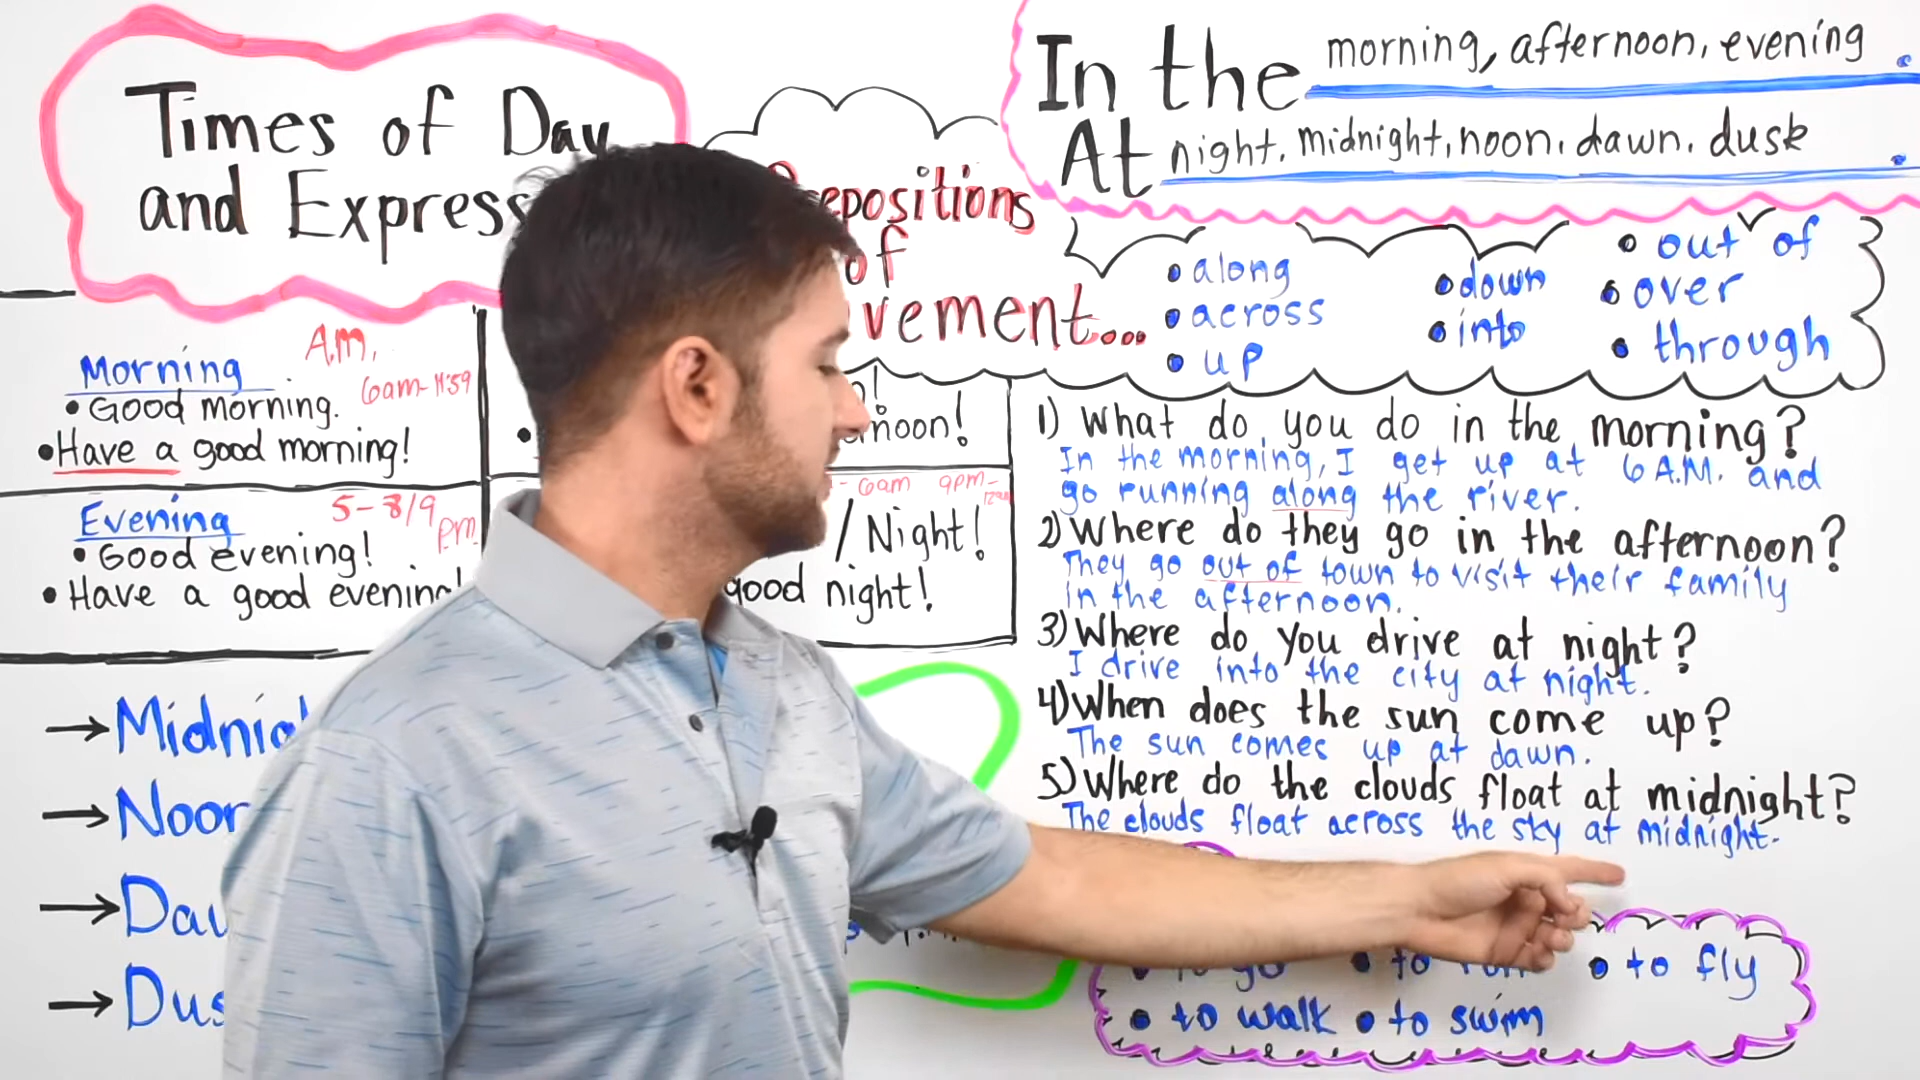 Times of Day
and Express
of
vement...
In the morning, afternoon, evening.
At night, midnight, noon, dawn, dusk.
• along
• across
• up
• down
• into
• out of
• over
• through
Morning A.M.
6am-11:59
• Good morning.
• Have a good morning!
Evening 5-8/9
pm
• Good evening!
• Have a good evening!
noon!
- 6am 9pm-
12am
/ Night!
good night!
1) What do you do in the morning?
In the morning, I get up at 6 A.M. and
go running along the river.
2) Where do they go in the afternoon?
They go out of town to visit their family
in the afternoon.
3) Where do you drive at night?
I drive into the city at night.
4) When does the sun come up?
The sun comes up at dawn.
5) Where do the clouds float at midnight?
The clouds float across the sky at midnight.
→ Midnig
→ Noon
→ Da
→ Dus
• to go • to run • to fly
• to walk • to swim